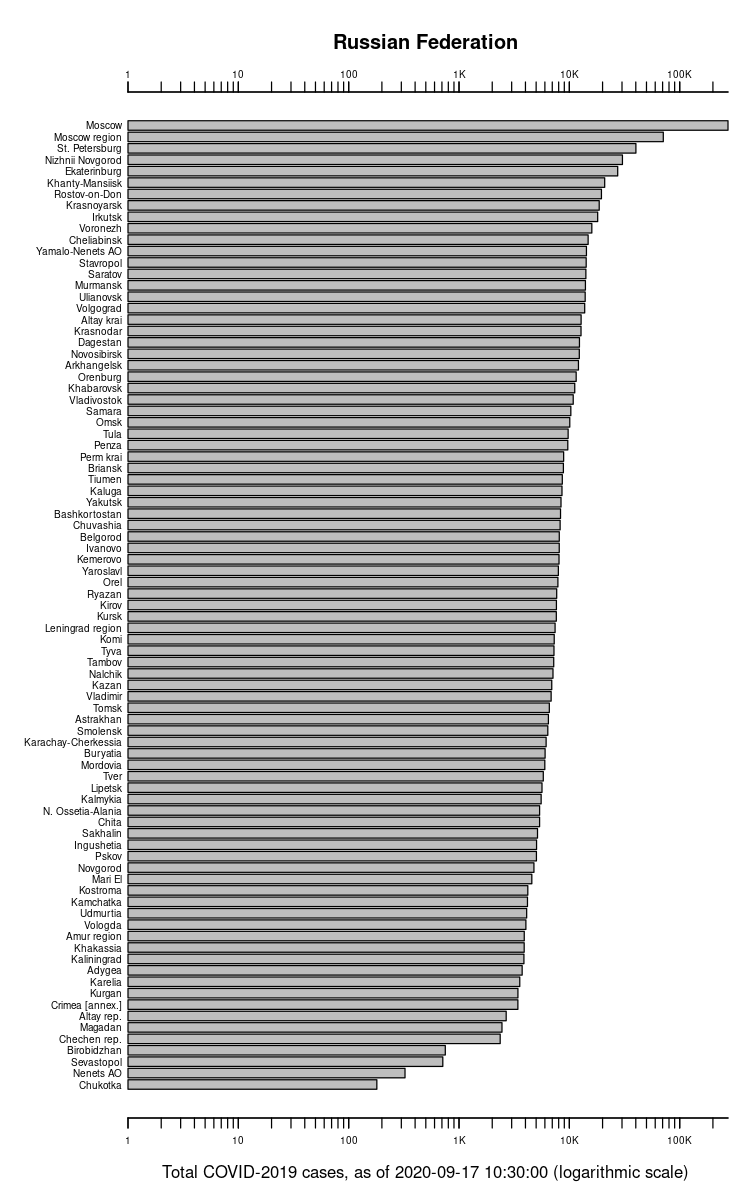 Russian Federation
1 10 100 1K 10K 100K
Moscow
Moscow region
St. Petersburg
Nizhnii Novgorod
Ekaterinburg
Khanty-Mansiisk
Rostov-on-Don
Krasnoyarsk
Irkutsk
Voronezh
Cheliabinsk
Yamalo-Nenets AO
Stavropol
Saratov
Murmansk
Ulianovsk
Volgograd
Altay krai
Krasnodar
Dagestan
Novosibirsk
Arkhangelsk
Orenburg
Khabarovsk
Vladivostok
Samara
Omsk
Tula
Penza
Perm krai
Briansk
Tiumen
Kaluga
Yakutsk
Bashkortostan
Chuvashia
Belgorod
Ivanovo
Kemerovo
Yaroslavl
Orel
Ryazan
Kirov
Kursk
Leningrad region
Komi
Tyva
Tambov
Nalchik
Kazan
Vladimir
Tomsk
Astrakhan
Smolensk
Karachay-Cherkessia
Buryatia
Mordovia
Tver
Lipetsk
Kalmykia
N. Ossetia-Alania
Chita
Sakhalin
Ingushetia
Pskov
Novgorod
Mari El
Kostroma
Kamchatka
Udmurtia
Vologda
Amur region
Khakassia
Kaliningrad
Adygea
Karelia
Kurgan
Crimea [annex.]
Altay rep.
Magadan
Chechen rep.
Birobidzhan
Sevastopol
Nenets AO
Chukotka
1 10 100 1K 10K 100K
Total COVID-2019 cases, as of 2020-09-17 10:30:00 (logarithmic scale)